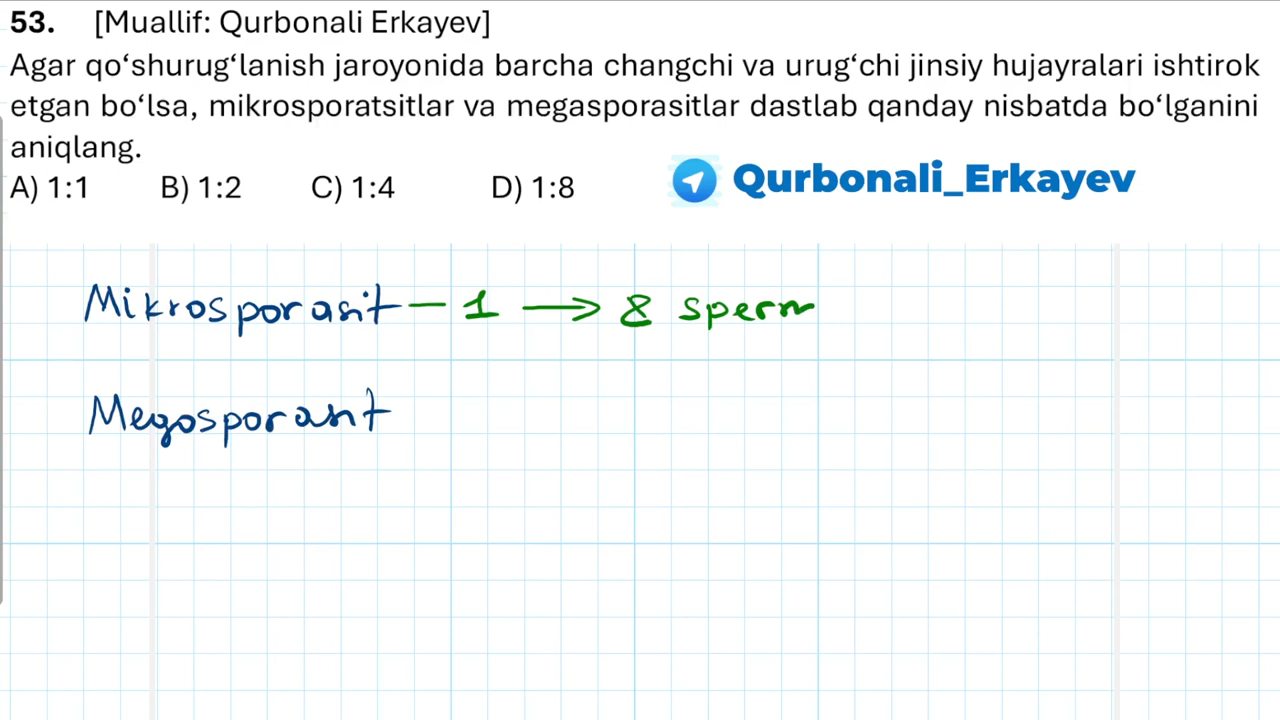 53. [Muallif: Qurbonali Erkayev]
Agar qo‘shurug‘lanish jaroyonida barcha changchi va urug‘chi jinsiy hujayralari ishtirok
etgan bo‘lsa, mikrosporatsitlar va megasporasitlar dastlab qanday nisbatda bo‘lganini
aniqlang.
A) 1:1 B) 1:2 C) 1:4 D) 1:8
Qurbonali_Erkayev
Mikrosporasit – 1 → 8 sperm
Megosporasit